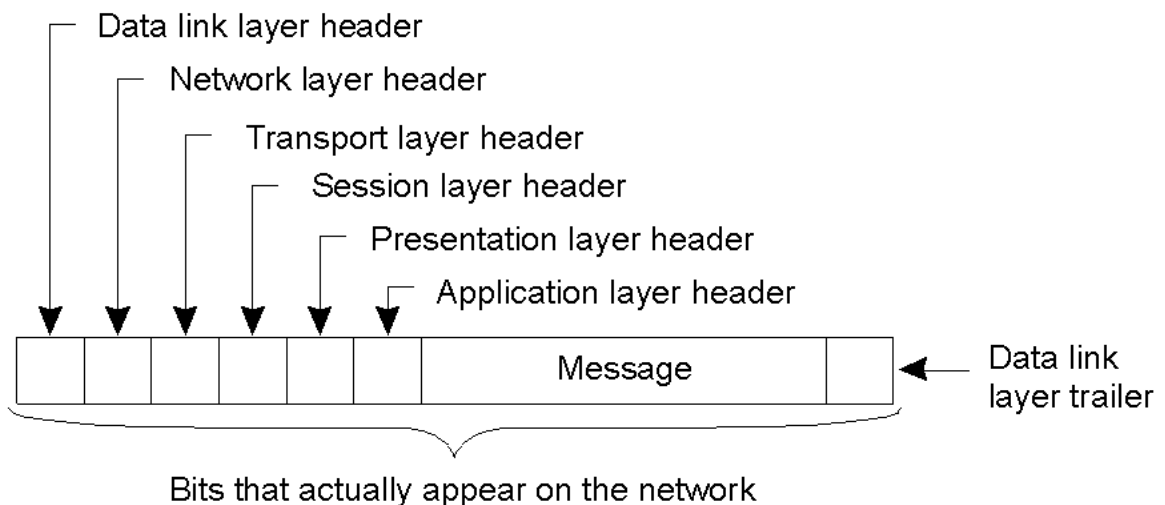 Data link layer header
Network layer header
Transport layer header
Session layer header
Presentation layer header
Application layer header
Message
Data link
layer trailer
Bits that actually appear on the network